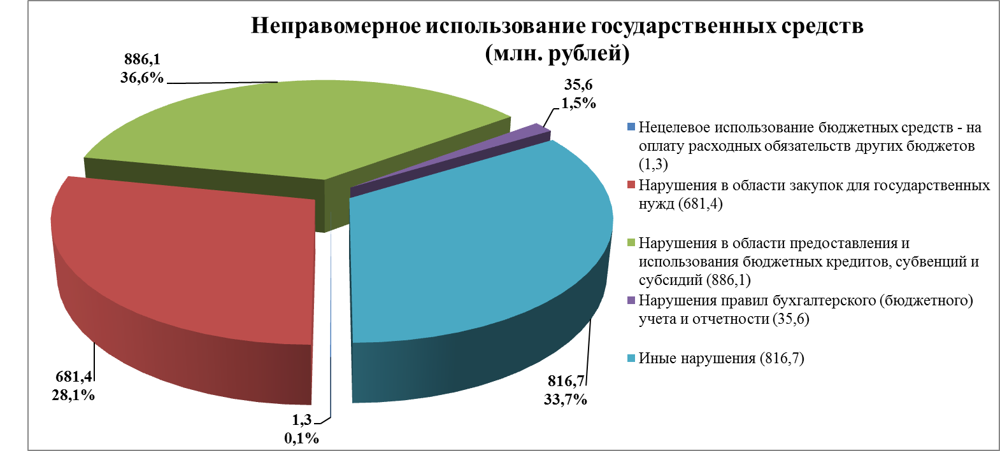 Неправомерное использование государственных средств
(млн. рублей)
886,1
36,6%
35,6
1,5%
681,4
28,1%
1,3
0,1%
816,7
33,7%
Нецелевое использование бюджетных средств - на
оплату расходных обязательств других бюджетов
(1,3)
Нарушения в области закупок для государственных
нужд (681,4)
Нарушения в области предоставления и
использования бюджетных кредитов, субвенций и
субсидий (886,1)
Нарушения правил бухгалтерского (бюджетного)
учета и отчетности (35,6)
Иные нарушения (816,7)